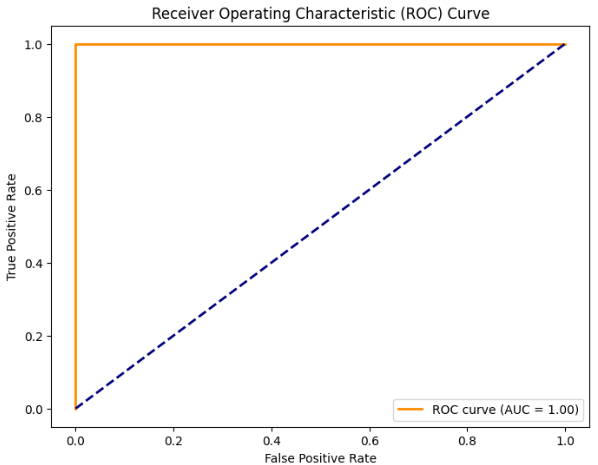 Receiver Operating Characteristic (ROC) Curve
1.0
0.8
0.6
0.4
0.2
0.0
True Positive Rate
0.0 0.2 0.4 0.6 0.8 1.0
False Positive Rate
ROC curve (AUC = 1.00)